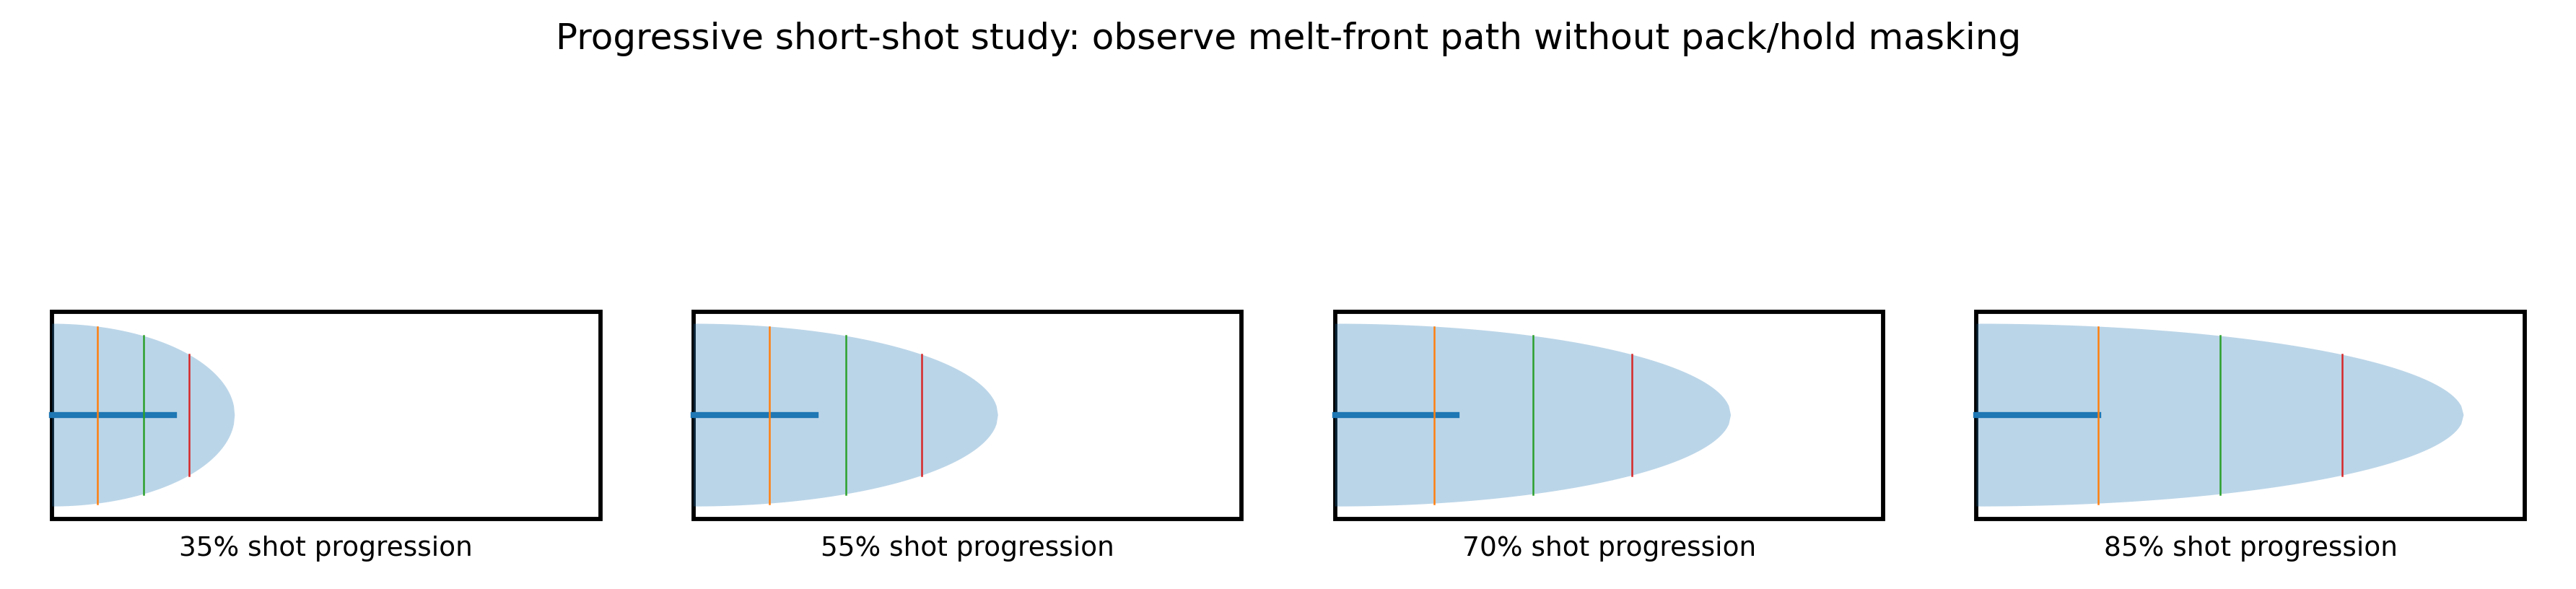 Progressive short-shot study: observe melt-front path without pack/hold masking
35% shot progression
55% shot progression
70% shot progression
85% shot progression